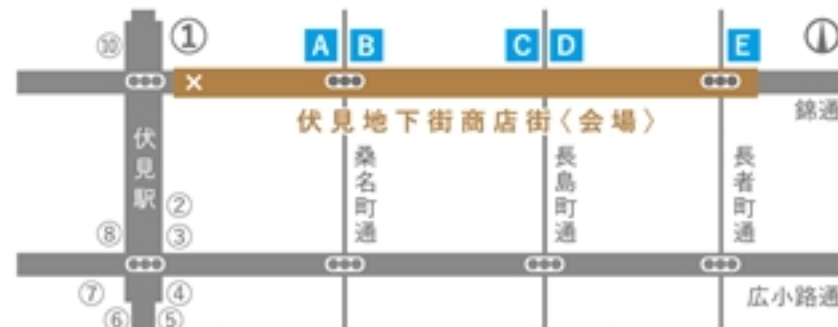 ⑩
①
A B
C D
E
錦通
伏見地下街商店街〈会場〉
伏見駅
桑名町通
長島町通
長者町通
②
⑧
③
広小路通
⑦
④
⑥
⑤